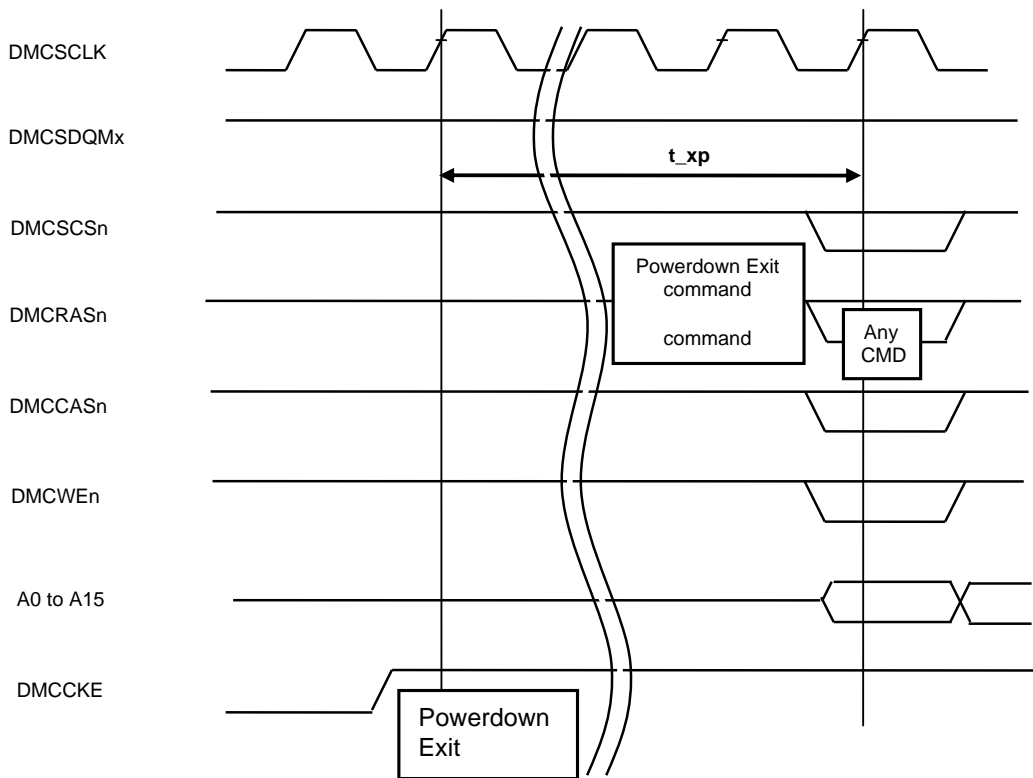 DMCSCLK
DMCSDQMx
t_xp
DMCSCSn
Powerdown Exit
command
command
DMCRASn
Any
CMD
DMCCASn
DMCWEn
A0 to A15
DMCCKE
Powerdown
Exit